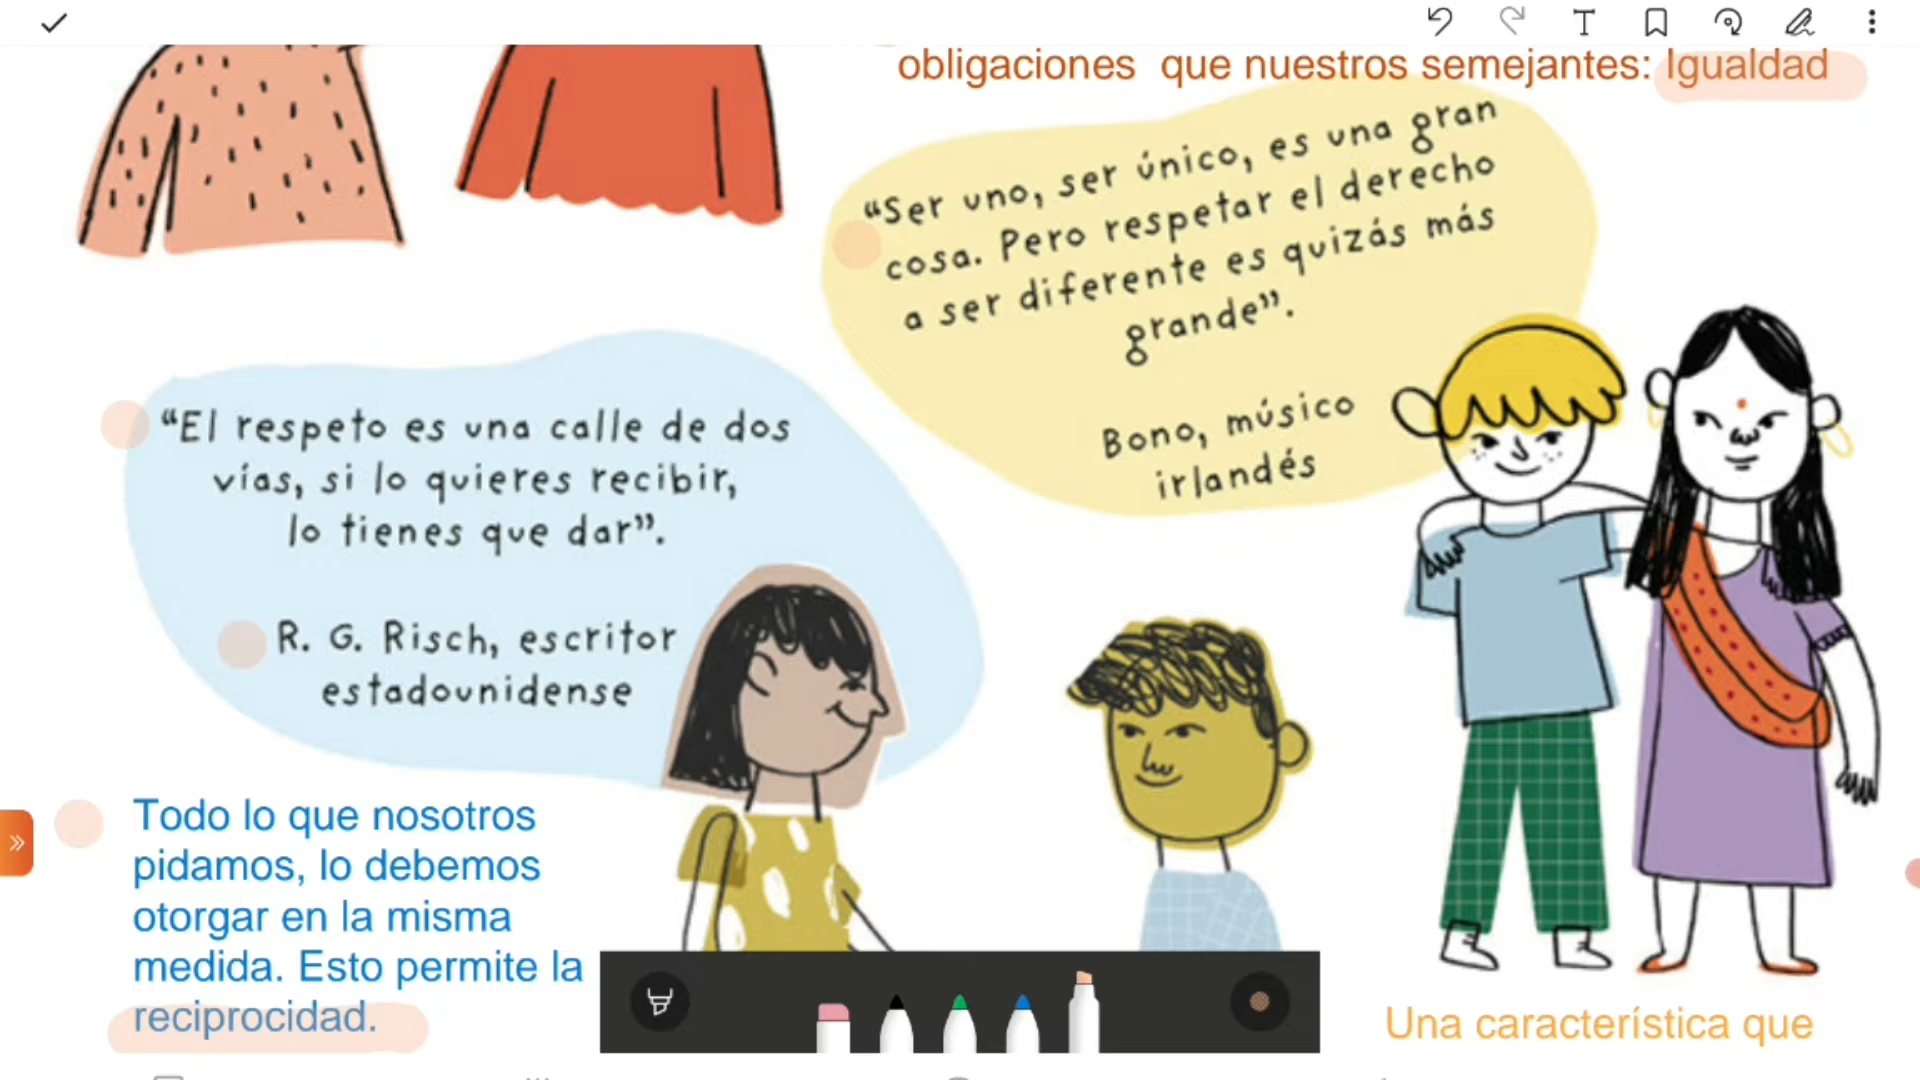 obligaciones que nuestros semejantes: Igualdad
“Ser uno, ser único, es una gran
cosa. Pero respetar el derecho
a ser diferente es quizás más
grande”.
Bono, músico
irlandés
“El respeto es una calle de dos
vías, si lo quieres recibir,
lo tienes que dar”.
R. G. Risch, escritor
estadounidense
Todo lo que nosotros
pidamos, lo debemos
otorgar en la misma
medida. Esto permite la
reciprocidad.
Una característica que